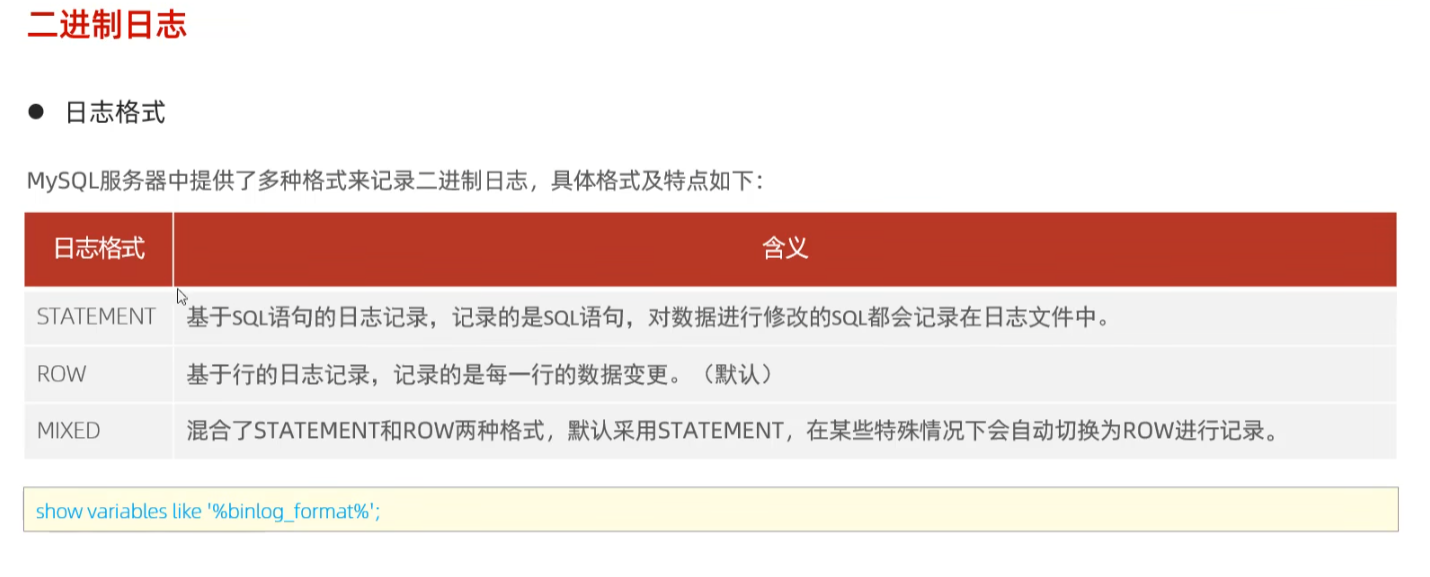 二进制日志
● 日志格式
MySQL服务器中提供了多种格式来记录二进制日志，具体格式及特点如下：
日志格式 含义
STATEMENT 基于SQL语句的日志记录，记录的是SQL语句，对数据进行修改的SQL都会记录在日志文件中。
ROW 基于行的日志记录，记录的是每一行的数据变更。（默认）
MIXED 混合了STATEMENT和ROW两种格式，默认采用STATEMENT，在某些特殊情况下会自动切换为ROW进行记录。
show variables like '%binlog_format%';